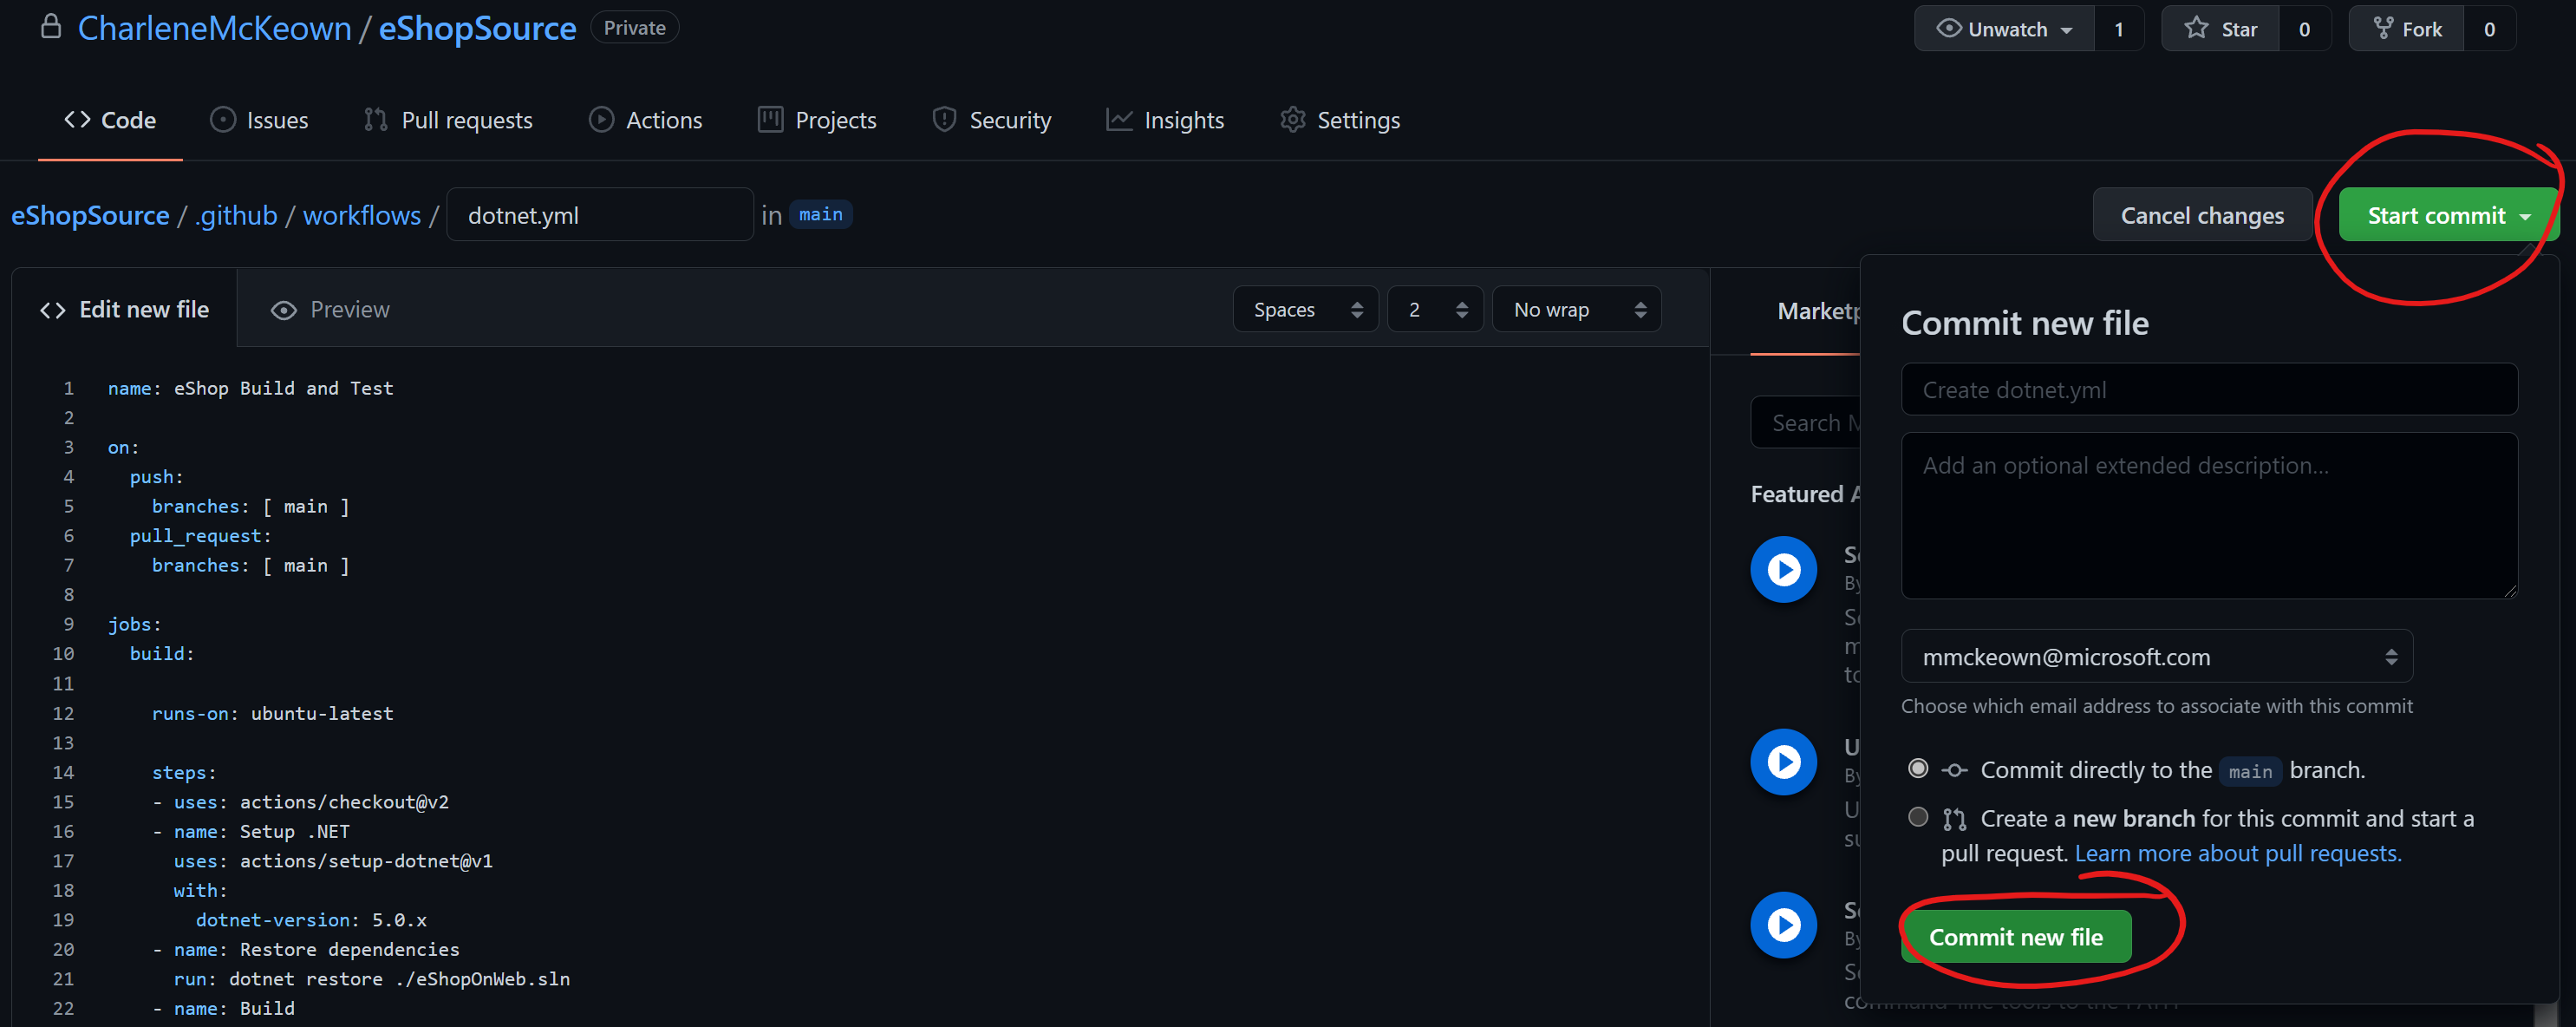 CharleneMcKeown / eShopSource Private
Unwatch 1 Star 0 Fork 0
Code Issues Pull requests Actions Projects Security Insights Settings
eShopSource / .github / workflows / dotnet.yml in main
Cancel changes Start commit
Edit new file Preview
Spaces 2 No wrap
1 name: eShop Build and Test
2
3 on:
4 push:
5 branches: [ main ]
6 pull_request:
7 branches: [ main ]
8
9 jobs:
10 build:
11
12 runs-on: ubuntu-latest
13
14 steps:
15 - uses: actions/checkout@v2
16 - name: Setup .NET
17 uses: actions/setup-dotnet@v1
18 with:
19 dotnet-version: 5.0.x
20 - name: Restore dependencies
21 run: dotnet restore ./eShopOnWeb.sln
22 - name: Build
Search
Featured
Commit new file
Create dotnet.yml
Add an optional extended description...
mmckeown@microsoft.com
Choose which email address to associate with this commit
Commit directly to the main branch.
Create a new branch for this commit and start a
pull request. Learn more about pull requests.
Commit new file